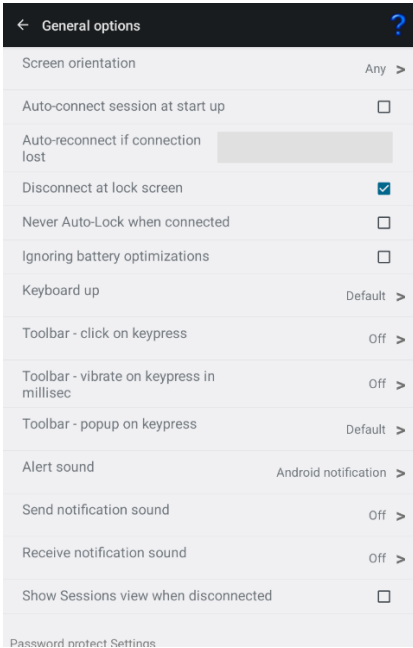 ← General options ?
Screen orientation
Any >
Auto-connect session at start up
Auto-reconnect if connection
lost
Disconnect at lock screen
Never Auto-Lock when connected
Ignoring battery optimizations
Keyboard up
Default >
Toolbar - click on keypress
Off >
Toolbar - vibrate on keypress in
millisec
Off >
Toolbar - popup on keypress
Default >
Alert sound
Android notification >
Send notification sound
Off >
Receive notification sound
Off >
Show Sessions view when disconnected
Password protect Settings